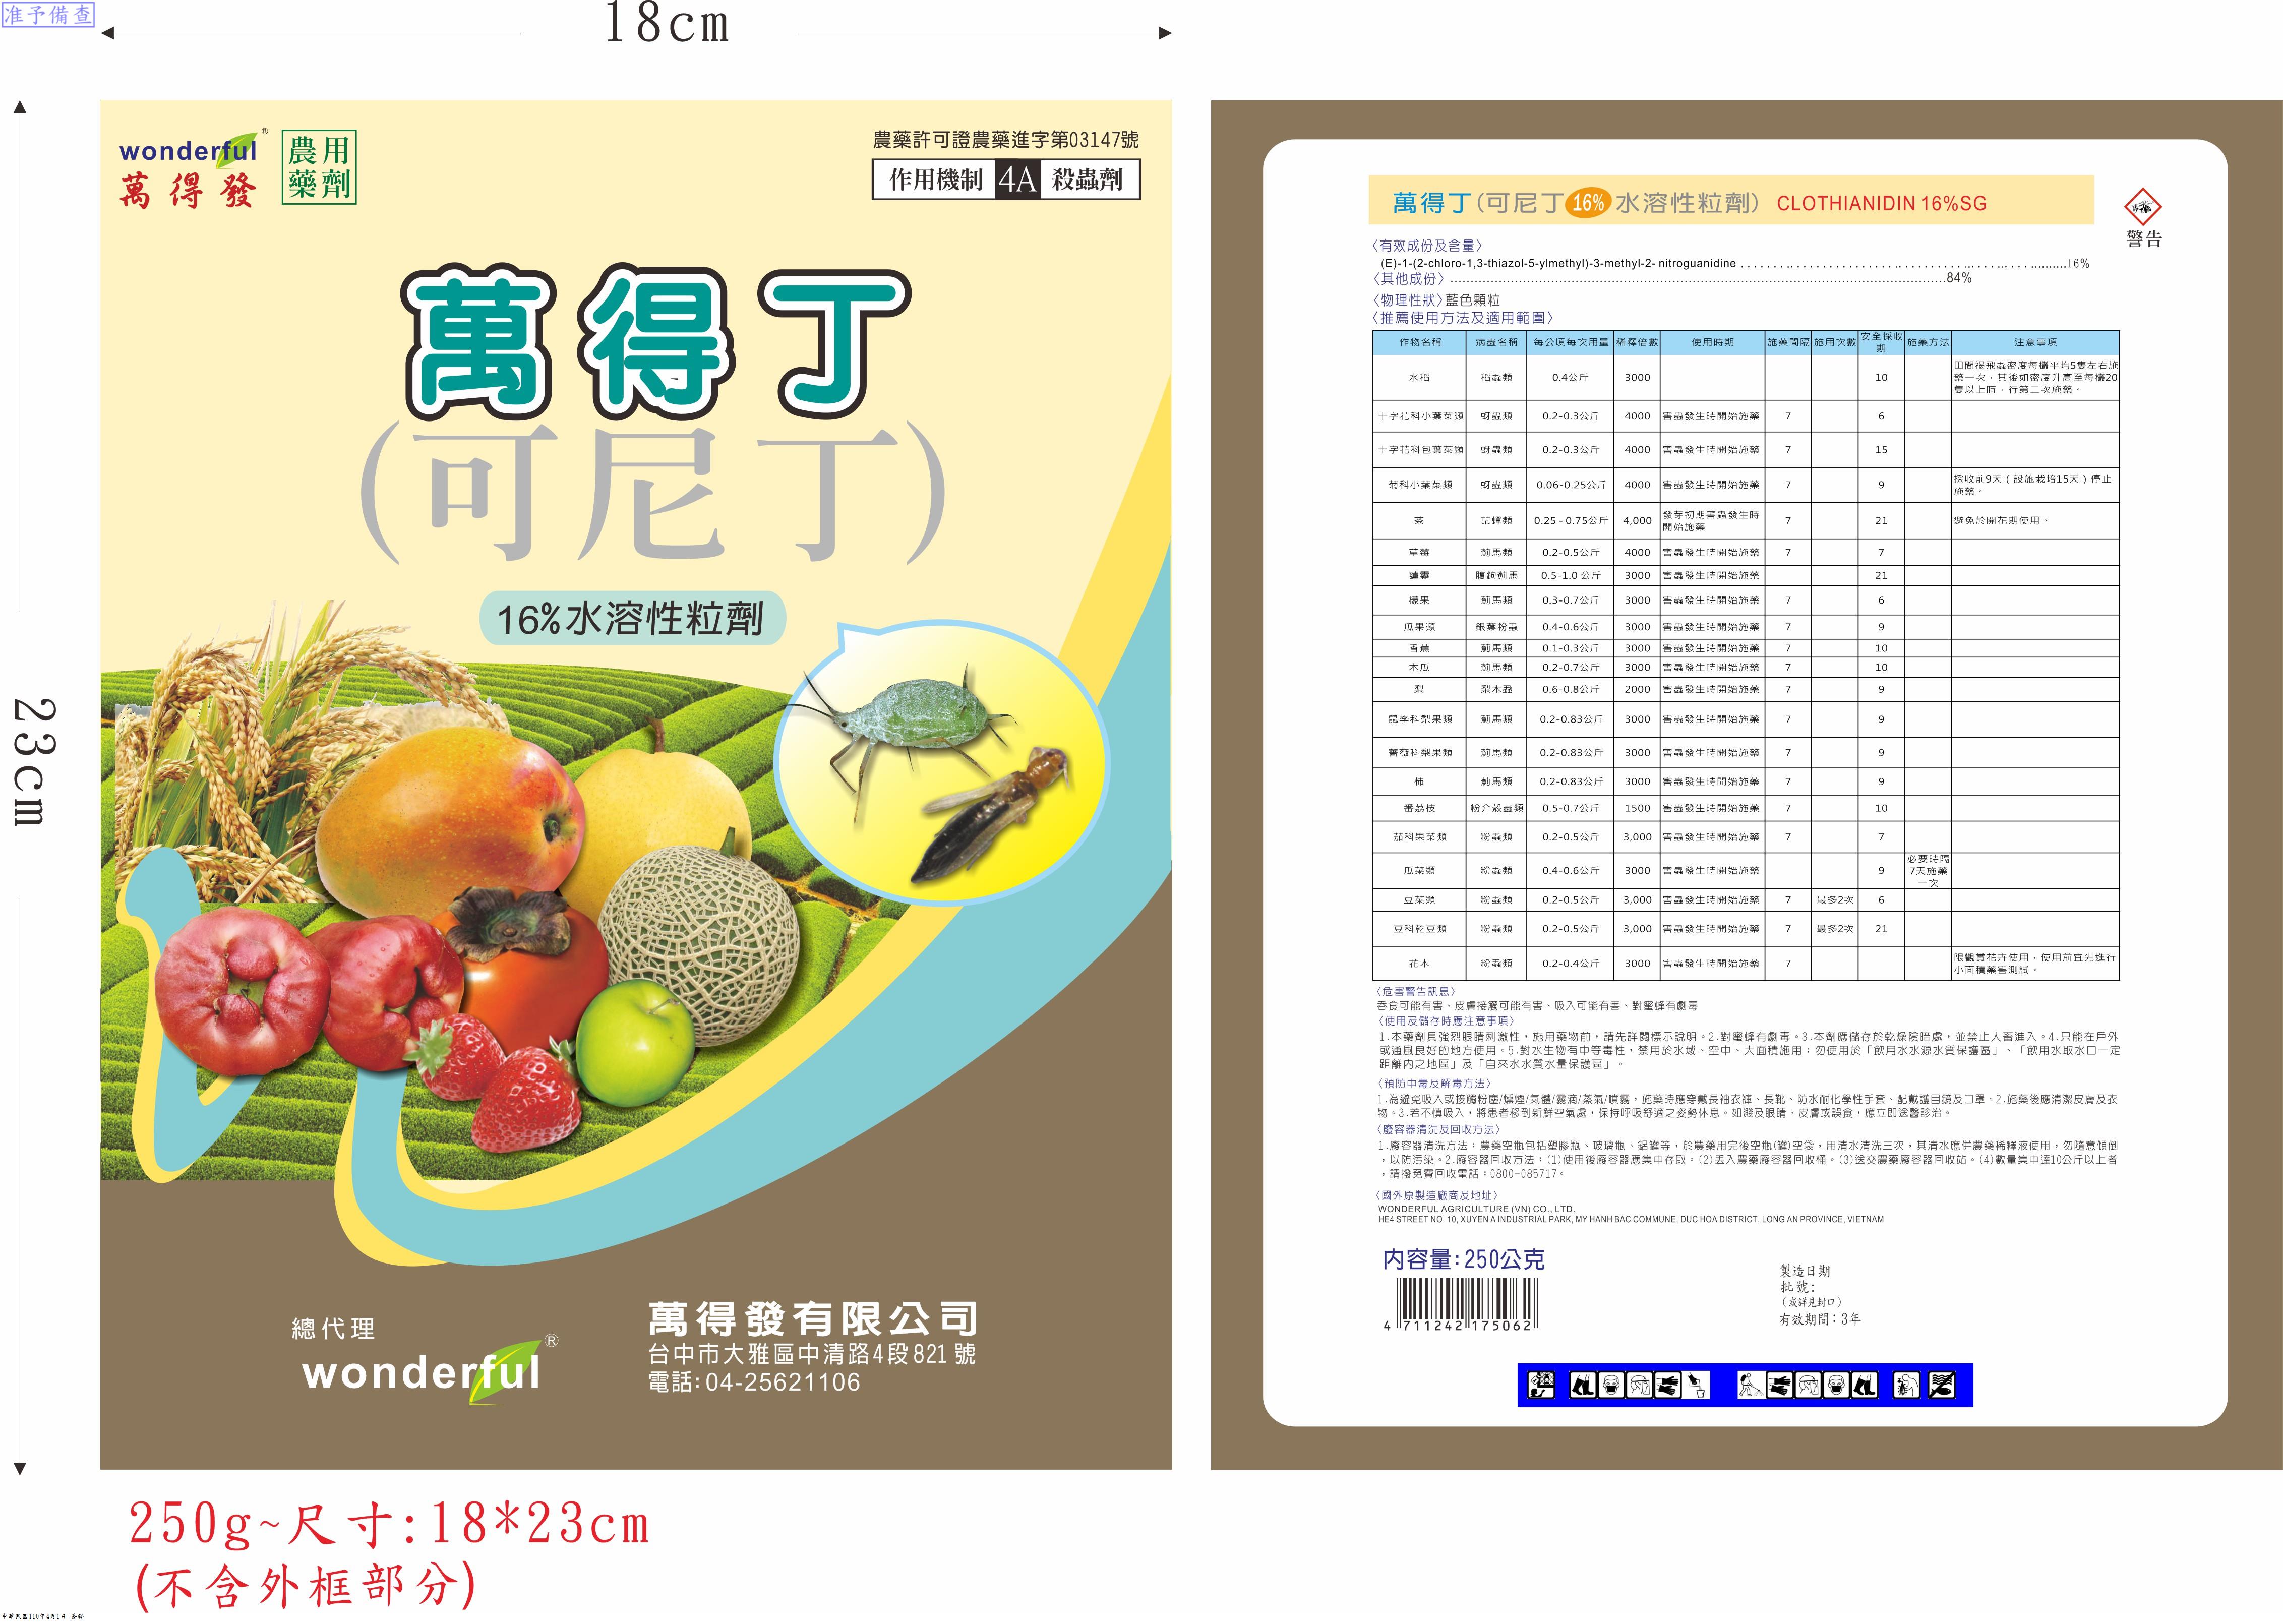 准予備查
18cm
23cm
wonderful®
萬得發
農用
藥劑
農藥許可證農藥進字第03147號
作用機制 4A 殺蟲劑
萬得丁
(可尼丁)
16%水溶性粒劑
總代理
wonderful®
萬得發有限公司
台中市大雅區中清路4段821號
電話:04-25621106
250g~尺寸:18*23cm
(不含外框部分)
中華民國110年4月1日 簽發
萬得丁(可尼丁16%水溶性粒劑) CLOTHIANIDIN 16%SG
警告
〈有效成份及含量〉
(E)-1-(2-chloro-1,3-thiazol-5-ylmethyl)-3-methyl-2- nitroguanidine ..........16%
〈其他成份〉..........84%
〈物理性狀〉藍色顆粒
〈推薦使用方法及適用範圍〉
作物名稱 病蟲名稱 每公頃每次用量 稀釋倍數 使用時期 施藥間隔 施用次數 安全採收期 施藥方法 注意事項
水稻 稻蝨類 0.4公斤 3000 10 田間褐飛蝨密度每欉平均5隻左右施藥一次，其後如密度升高至每欉20隻以上時，行第二次施藥。
十字花科小葉菜類 蚜蟲類 0.2-0.3公斤 4000 害蟲發生時開始施藥 7 6
十字花科包葉菜類 蚜蟲類 0.2-0.3公斤 4000 害蟲發生時開始施藥 7 15
菊科小葉菜類 蚜蟲類 0.06-0.25公斤 4000 害蟲發生時開始施藥 7 9 採收前9天（設施栽培15天）停止施藥。
茶 葉蟬類 0.25 - 0.75公斤 4,000 發芽初期害蟲發生時開始施藥 7 21 避免於開花期使用。
草莓 薊馬類 0.2-0.5公斤 4000 害蟲發生時開始施藥 7 7
蓮霧 腹鉤薊馬 0.5-1.0 公斤 3000 害蟲發生時開始施藥 21
檬果 薊馬類 0.3-0.7公斤 3000 害蟲發生時開始施藥 7 6
瓜果類 銀葉粉蝨 0.4-0.6公斤 3000 害蟲發生時開始施藥 7 9
香蕉 薊馬類 0.1-0.3公斤 3000 害蟲發生時開始施藥 7 10
木瓜 薊馬類 0.2-0.7公斤 3000 害蟲發生時開始施藥 7 10
梨 梨木蝨 0.6-0.8公斤 2000 害蟲發生時開始施藥 7 9
鼠李科梨果類 薊馬類 0.2-0.83公斤 3000 害蟲發生時開始施藥 7 9
薔薇科梨果類 薊馬類 0.2-0.83公斤 3000 害蟲發生時開始施藥 7 9
柿 薊馬類 0.2-0.83公斤 3000 害蟲發生時開始施藥 7 9
番荔枝 粉介殼蟲類 0.5-0.7公斤 1500 害蟲發生時開始施藥 7 10
茄科果菜類 粉蝨類 0.2-0.5公斤 3,000 害蟲發生時開始施藥 7 7
瓜菜類 粉蝨類 0.4-0.6公斤 3000 害蟲發生時開始施藥 9 必要時隔7天施藥一次
豆菜類 粉蝨類 0.2-0.5公斤 3,000 害蟲發生時開始施藥 7 最多2次 6
豆科乾豆類 粉蝨類 0.2-0.5公斤 3,000 害蟲發生時開始施藥 7 最多2次 21
花木 粉蝨類 0.2-0.4公斤 3000 害蟲發生時開始施藥 7 限觀賞花卉使用，使用前宜先進行小面積藥害測試。
〈危害警告訊息〉
吞食可能有害、皮膚接觸可能有害、吸入可能有害、對蜜蜂有劇毒
〈使用及儲存時應注意事項〉
1.本藥劑具強烈眼睛刺激性，施用藥物前，請先詳閱標示說明。2.對蜜蜂有劇毒。3.本劑應儲存於乾燥陰暗處，並禁止人畜進入。4.只能在戶外
或通風良好的地方使用。5.對水生物有中等毒性，禁用於水域、空中、大面積施用；勿使用於「飲用水水源水質保護區」、「飲用水取水口一定
距離內之地區」及「自來水水質水量保護區」。
〈預防中毒及解毒方法〉
1.為避免吸入或接觸粉塵/燻煙/氣體/霧滴/蒸氣/噴霧，施藥時應穿戴長袖衣褲、長靴、防水耐化學性手套、配戴護目鏡及口罩。2.施藥後應清潔皮膚及衣
物。3.若不慎吸入，將患者移到新鮮空氣處，保持呼吸舒適之姿勢休息。如濺及眼睛、皮膚或誤食，應立即送醫診治。
〈廢容器清洗及回收方法〉
1.廢容器清洗方法：農藥空瓶包括塑膠瓶、玻璃瓶、鋁罐等，於農藥用完後空瓶(罐)空袋，用清水清洗三次，其清水應併農藥稀釋液使用，勿隨意傾倒
，以防污染。2.廢容器回收方法：(1)使用後廢容器應集中存取。(2)丟入農藥廢容器回收桶。(3)送交農藥廢容器回收站。(4)數量集中達10公斤以上者
，請撥免費回收電話：0800-085717。
〈國外原製造廠商及地址〉
WONDERFUL AGRICULTURE (VN) CO., LTD.
HE4 STREET NO. 10, XUYEN A INDUSTRIAL PARK, MY HANH BAC COMMUNE, DUC HOA DISTRICT, LONG AN PROVINCE, VIETNAM
內容量:250公克
4 711242 175062
製造日期
批號:
(或詳見封口)
有效期間：3年